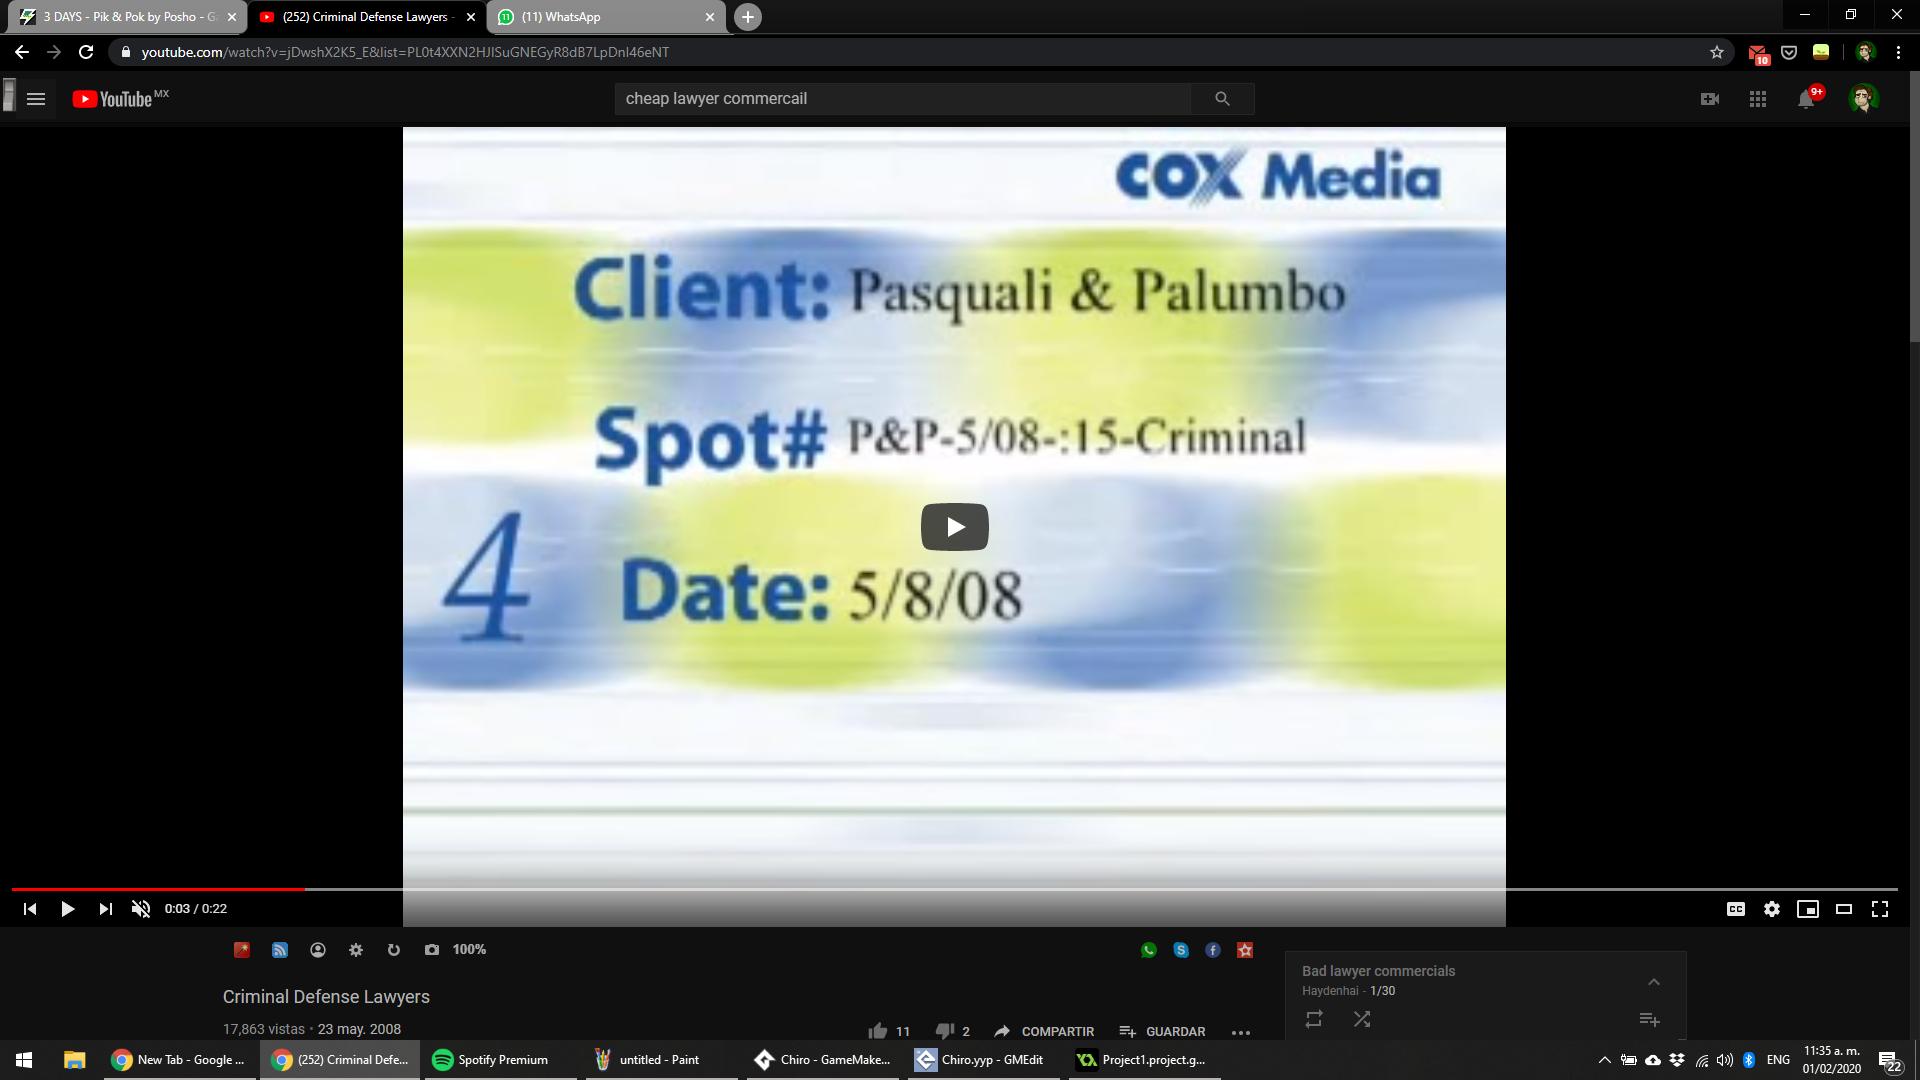 3 DAYS - Pik & Pok by Posho - Ga
(252) Criminal Defense Lawyers -
(11) WhatsApp
youtube.com/watch?v=jDwshX2K5_E&list=PL0t4XXN2HJlSuGNEGyR8dB7LpDnI46eNT
10
YouTube MX
cheap lawyer commercail
9+
COX Media
Client: Pasquali & Palumbo
Spot# P&P-5/08-:15-Criminal
4
Date: 5/8/08
0:03 / 0:22
CC
100%
Criminal Defense Lawyers
17,863 vistas • 23 may. 2008
11
2
COMPARTIR
GUARDAR
Bad lawyer commercials
Haydenhai - 1/30
New Tab - Google ...
(252) Criminal Defe...
Spotify Premium
untitled - Paint
Chiro - GameMake...
Chiro.yyp - GMEdit
Project1.project.g...
ENG
11:35 a. m.
01/02/2020
22